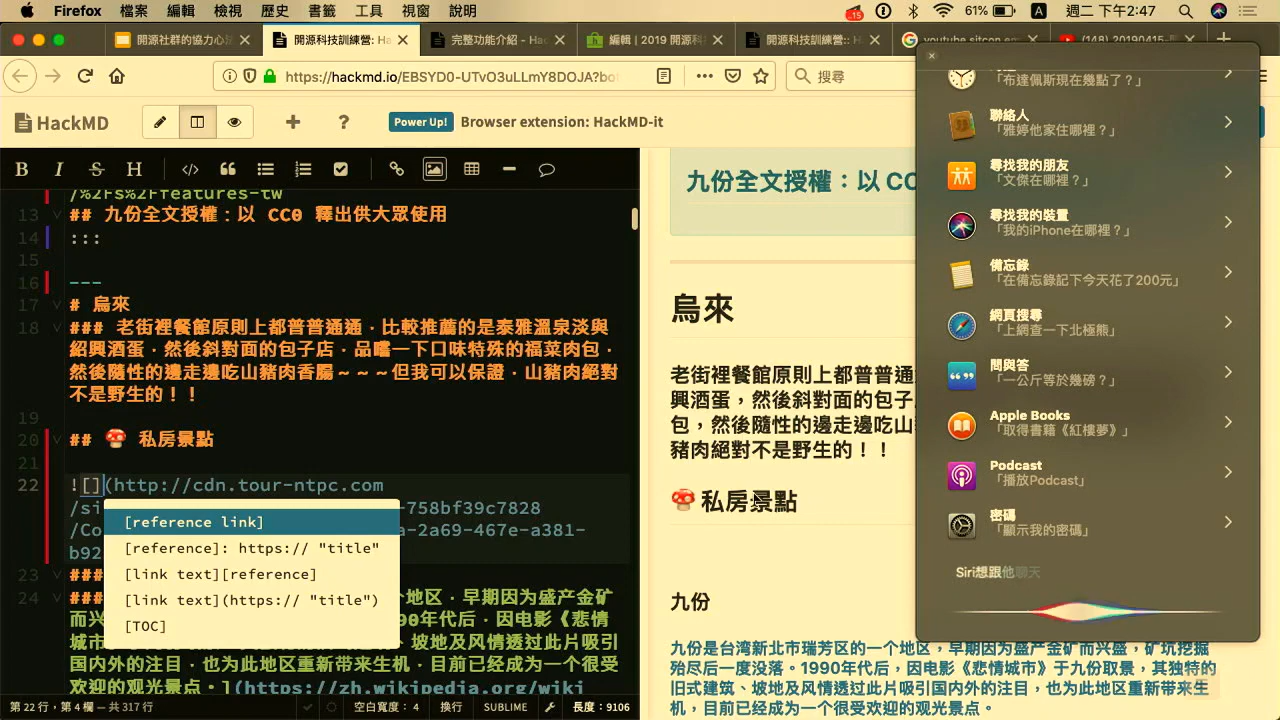 Firefox 檔案 編輯 檢視 歷史 書籤 工具 視窗 說明 15 61% A 週二 下午2:47
開源社群的協力心法 開源科技訓練營: Ha 完整功能介紹 - Hac 編輯 | 2019 開源科 開源科技訓練營:: Ha youtube sitcon em (148) 20190415-
https://hackmd.io/EBSYD0-UTvO3uLLmY8DOJA?bo 搜尋
HackMD Power Up! Browser extension: HackMD-it
B I S H
/%2Fs%2Ffeatures-tw
13 ## 九份全文授權：以 CC0 釋出供大眾使用
14 :::
15
16 ---
17 # 烏來
18 ### 老街裡餐館原則上都普普通通．比較推薦的是泰雅溫泉淡與
紹興酒蛋．然後斜對面的包子店．品嚐一下口味特殊的福菜肉包．
然後隨性的邊走邊吃山豬肉香腸～～～但我可以保證．山豬肉絕對
不是野生的！！
19
20 ## 🍄 私房景點
21
22 ![](http://cdn.tour-ntpc.com
/si -758bf39c7828
/Co a-2a69-467e-a381-
b92
[reference link]
[reference]: https:// "title"
[link text][reference]
[link text](https:// "title")
[TOC]
23 ###
24 ### 个地区．早期因为盛产金矿
而兴 90年代后．因电影《悲情
城市 、坡地及风情透过此片吸引
国内外的注目．也为此地区重新带来生机．目前已经成为一个很受
欢迎的观光景点。](https://zh.wikipedia.org/wiki
第 22 行，第 4 欄 — 共 317 行 空白寬度： 4 換行 SUBLIME 長度：9106
九份全文授權：以 CC
烏來
老街裡餐館原則上都普普通
興酒蛋，然後斜對面的包子店
包，然後隨性的邊走邊吃山
豬肉絕對不是野生的！！
🍄 私房景點
九份
九份是台湾新北市瑞芳区的一个地区，早期因为盛产金矿而兴盛，矿坑挖掘
殆尽后一度没落。1990年代后，因电影《悲情城市》于九份取景，其独特的
旧式建筑、坡地及风情透过此片吸引国内外的注目，也为此地区重新带来生
机，目前已经成为一个很受欢迎的观光景点。
「布達佩斯現在幾點了？」
聯絡人
「雅婷他家住哪裡？」
尋找我的朋友
「文傑在哪裡？」
尋找我的裝置
「我的iPhone在哪裡？」
備忘錄
「在備忘錄記下今天花了200元」
網頁搜尋
「上網查一下北極熊」
問與答
「一公斤等於幾磅？」
Apple Books
「取得書籍《紅樓夢》」
Podcast
「播放Podcast」
密碼
「顯示我的密碼」
Siri想跟他聊天